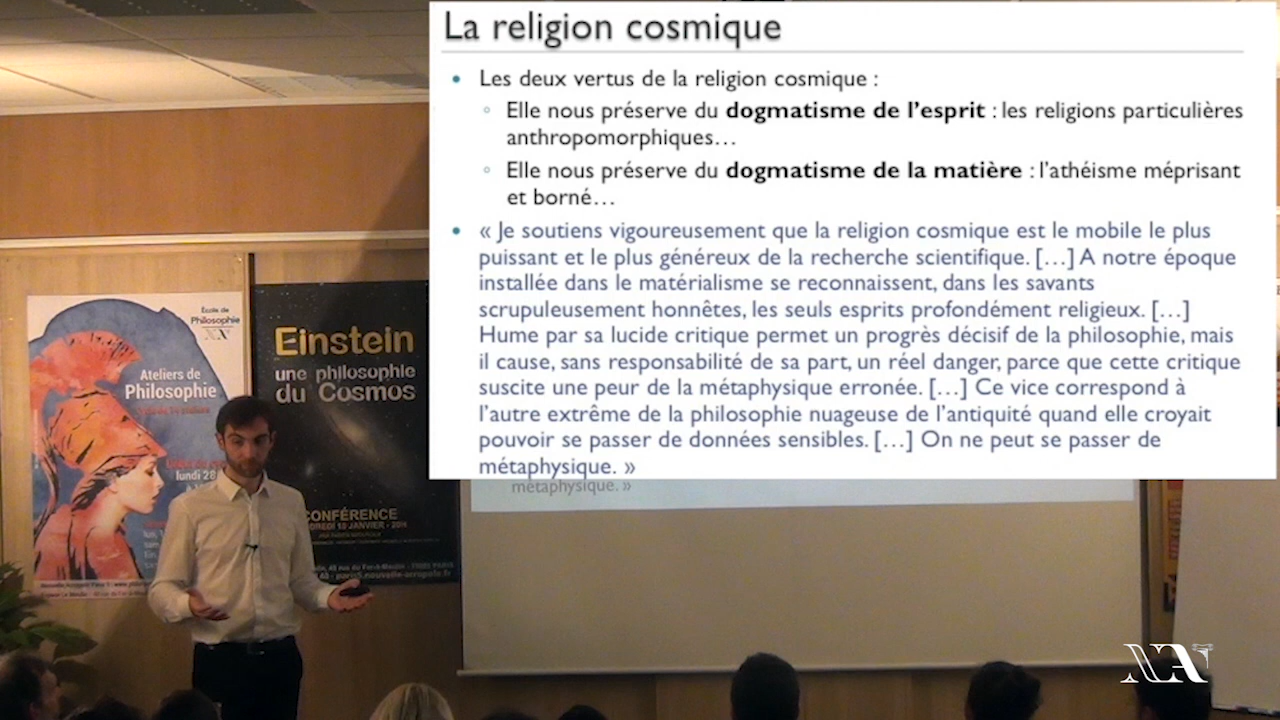 La religion cosmique
Les deux vertus de la religion cosmique :
Elle nous préserve du dogmatisme de l'esprit : les religions particulières
anthropomorphiques…
Elle nous préserve du dogmatisme de la matière : l'athéisme méprisant
et borné…
« Je soutiens vigoureusement que la religion cosmique est le mobile le plus
puissant et le plus généreux de la recherche scientifique. […] A notre époque
installée dans le matérialisme se reconnaissent, dans les savants
scrupuleusement honnêtes, les seuls esprits profondément religieux. […]
Hume par sa lucide critique permet un progrès décisif de la philosophie, mais
il cause, sans responsabilité de sa part, un réel danger, parce que cette critique
suscite une peur de la métaphysique erronée. […] Ce vice correspond à
l'autre extrême de la philosophie nuageuse de l'antiquité quand elle croyait
pouvoir se passer de données sensibles. […] On ne peut se passer de
métaphysique. »
métaphysique. »
École de
Philosophie
NA
Ateliers de
Philosophie
lundi 28
Einstein
une philosophie
du Cosmos
CONFÉRENCE
JANVIER - 20H
NA